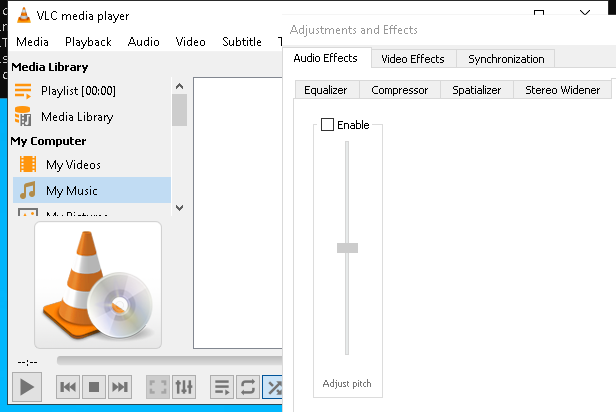 VLC media player
Media Playback Audio Video Subtitle
Media Library
Playlist [00:00]
Media Library
My Computer
My Videos
My Music
My Pictures
--:--
Adjustments and Effects
Audio Effects Video Effects Synchronization
Equalizer Compressor Spatializer Stereo Widener
Enable
Adjust pitch